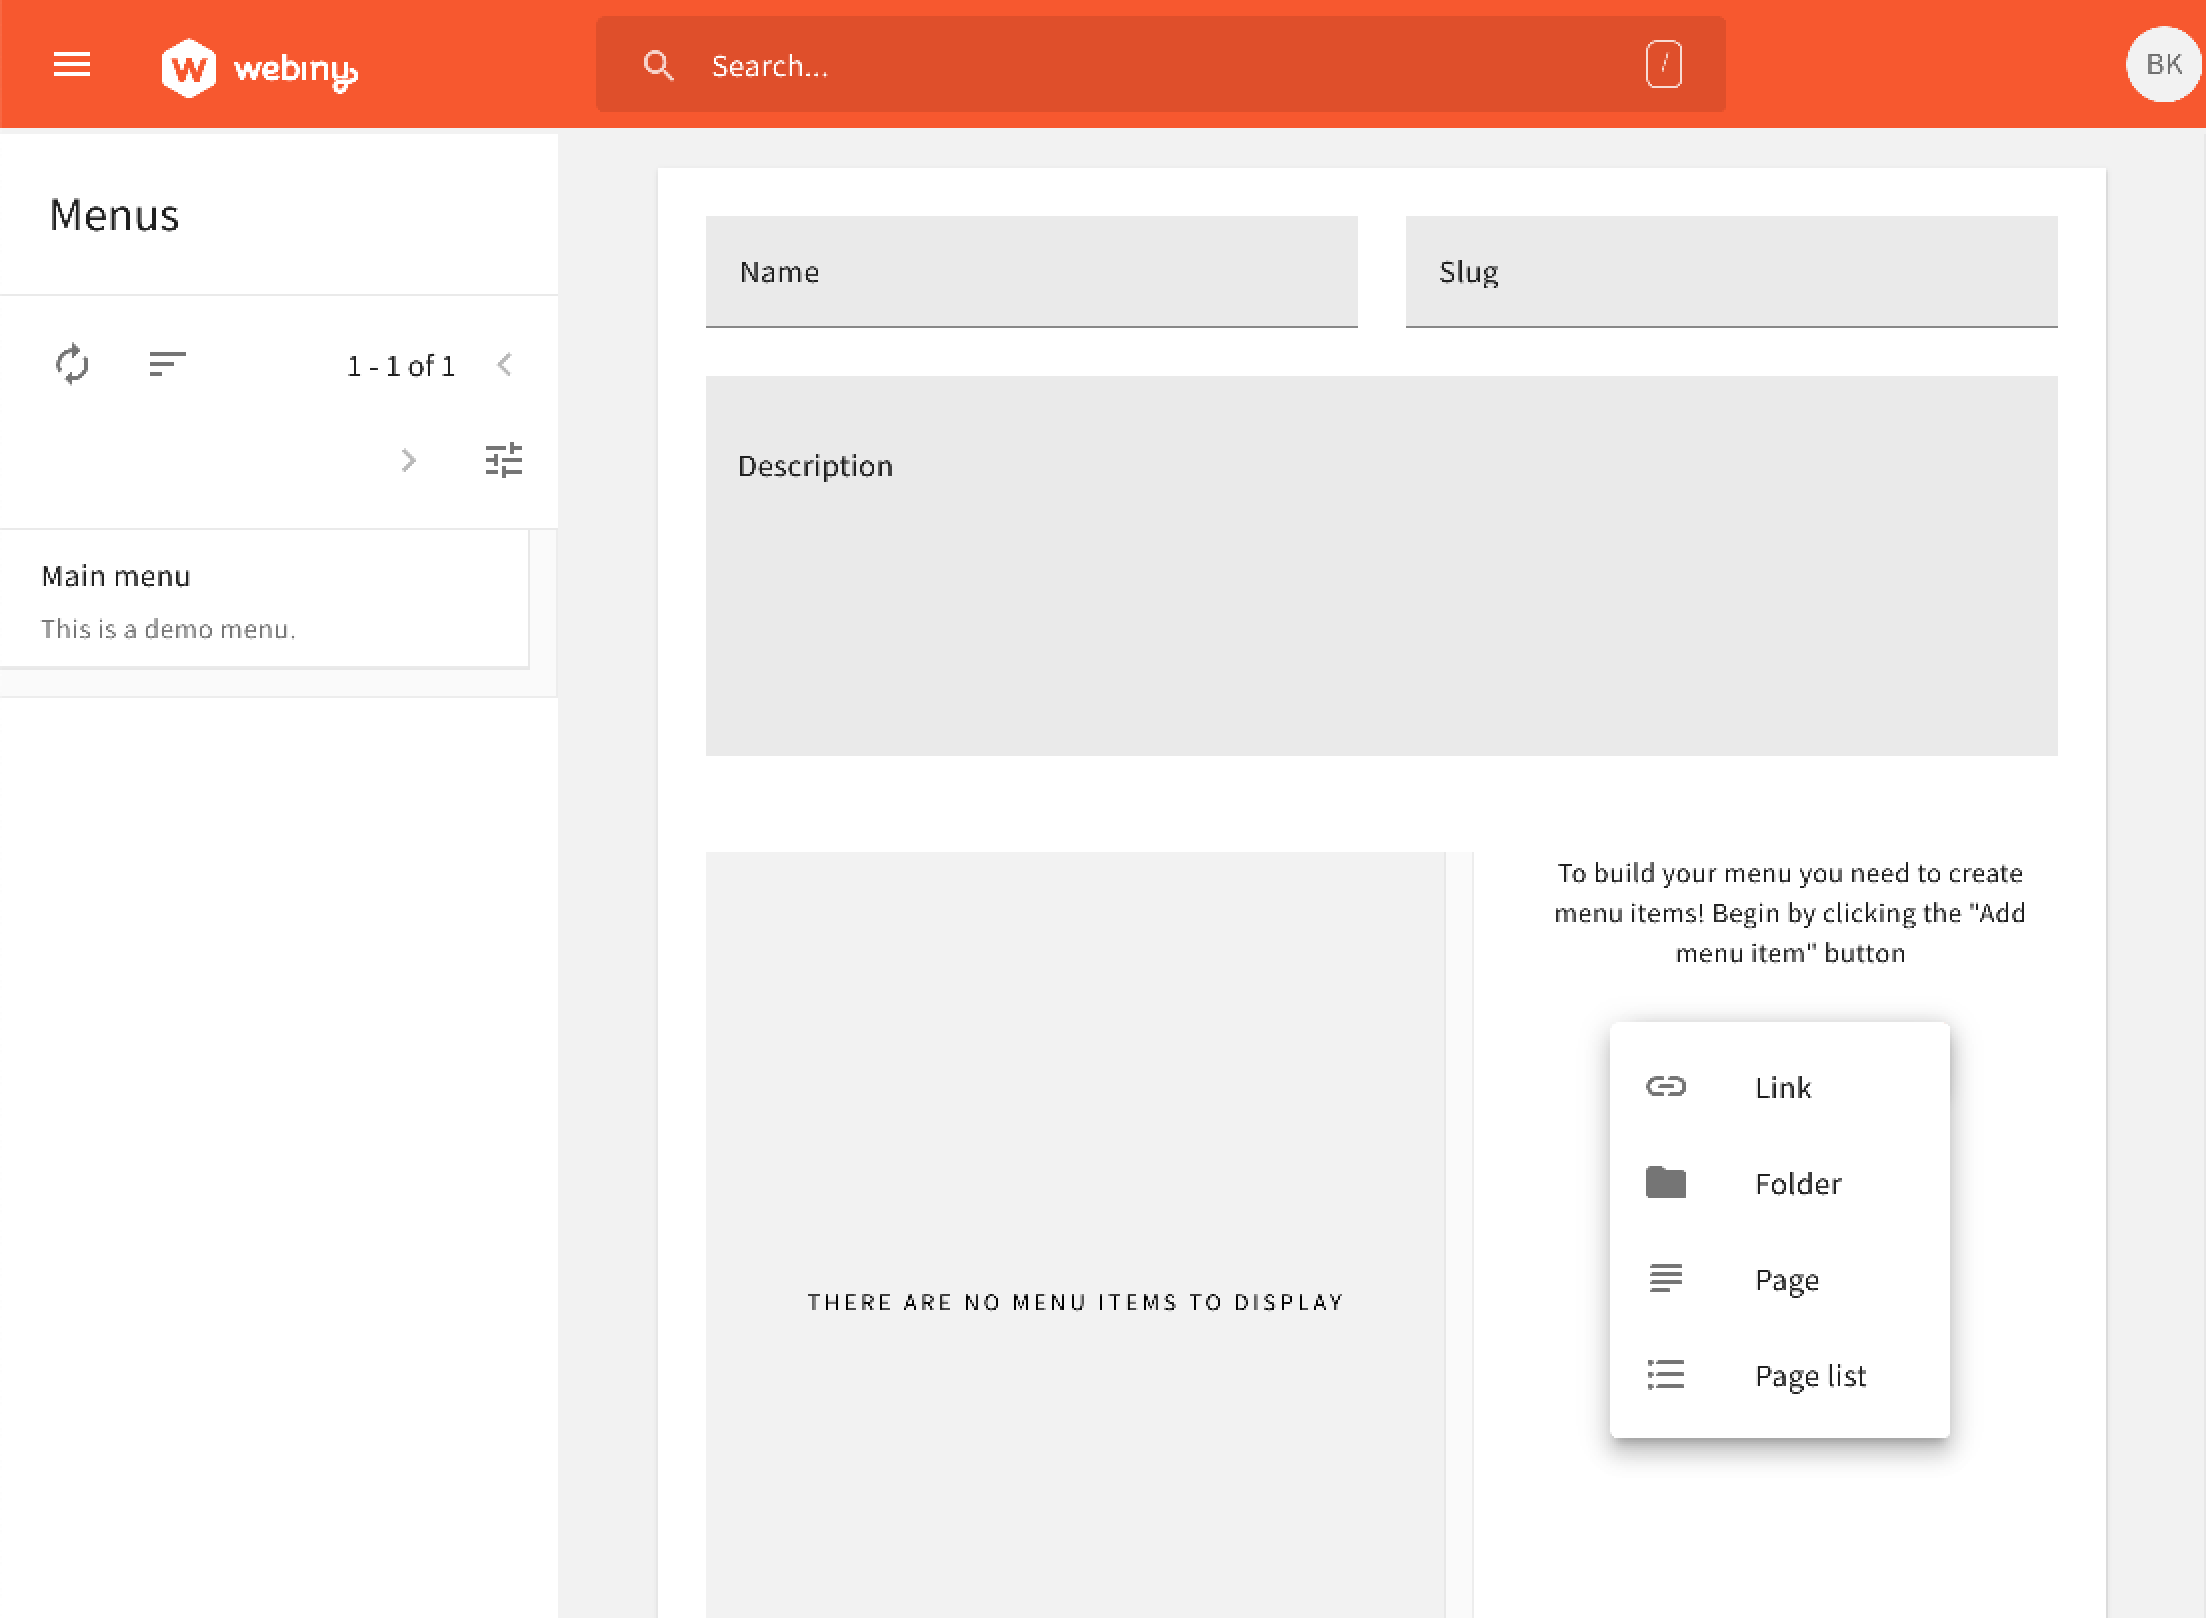 W webiny
Search...
/
BK
Menus
1 - 1 of 1
Main menu
This is a demo menu.
Name
Slug
Description
To build your menu you need to create
menu items! Begin by clicking the "Add
menu item" button
THERE ARE NO MENU ITEMS TO DISPLAY
Link
Folder
Page
Page list